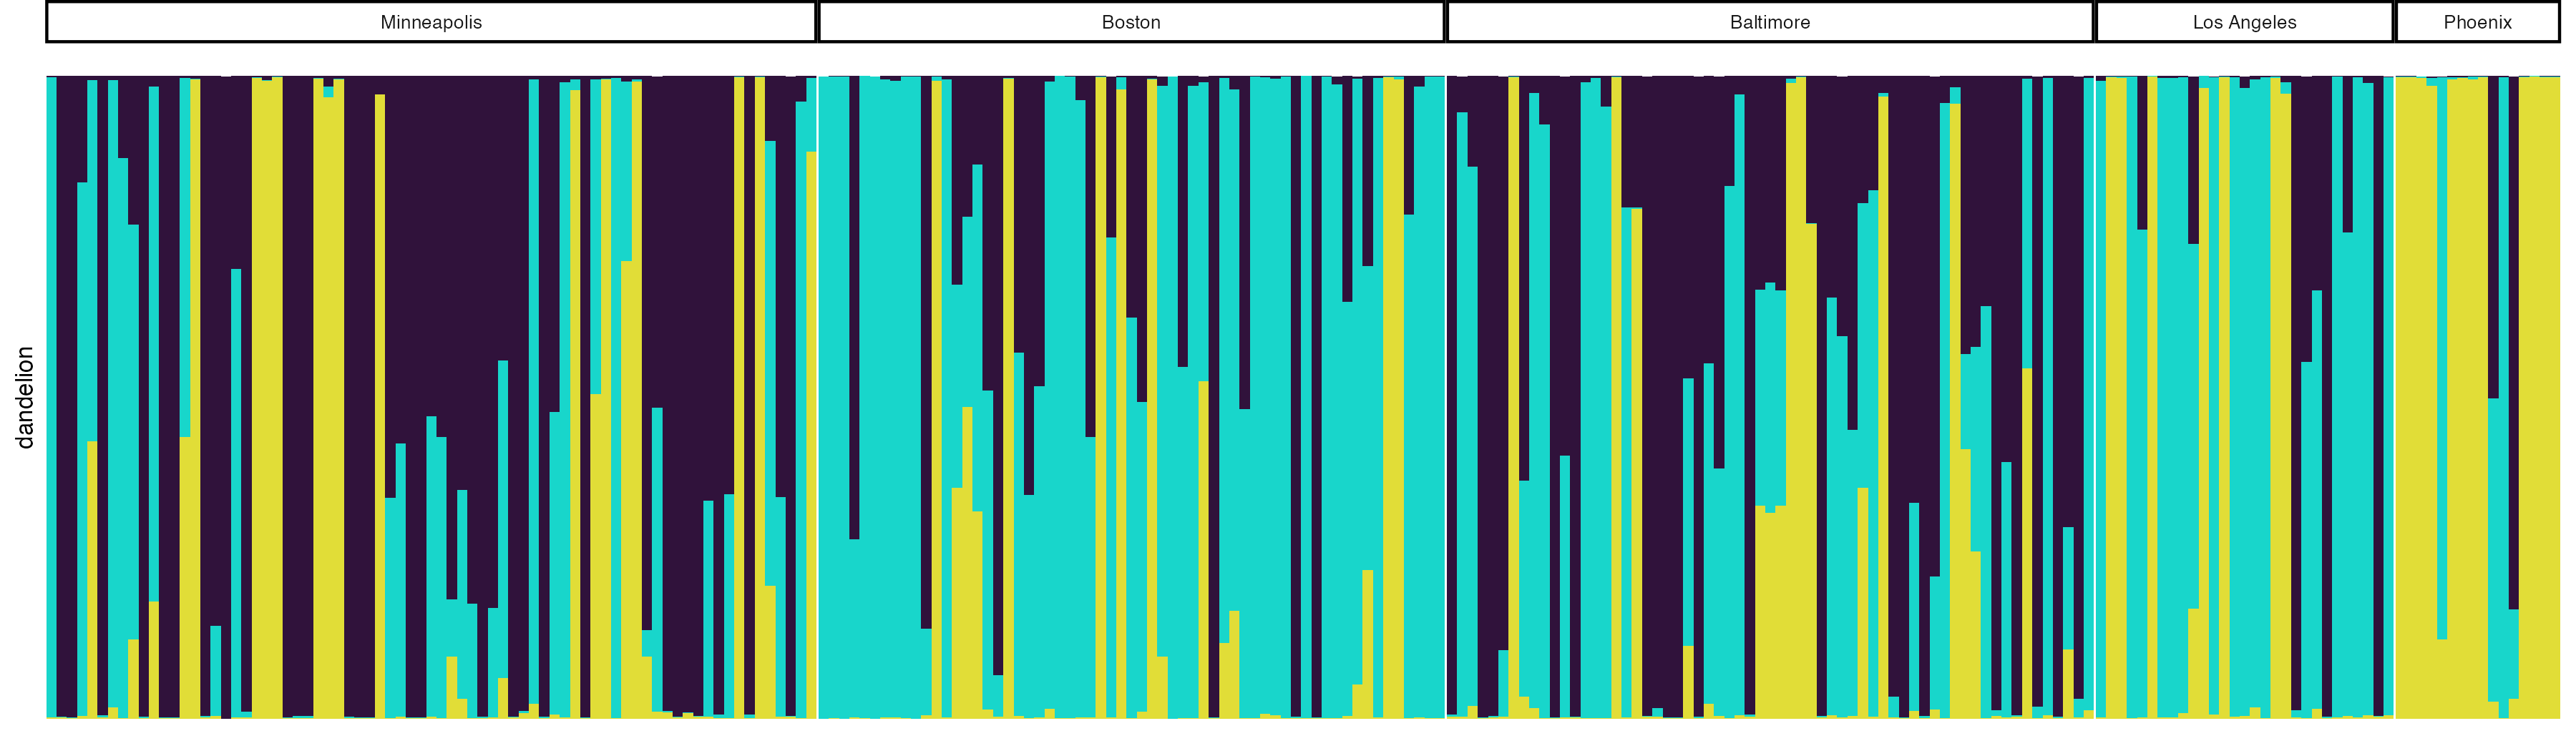 Minneapolis
Boston
Baltimore
Los Angeles
Phoenix
dandelion